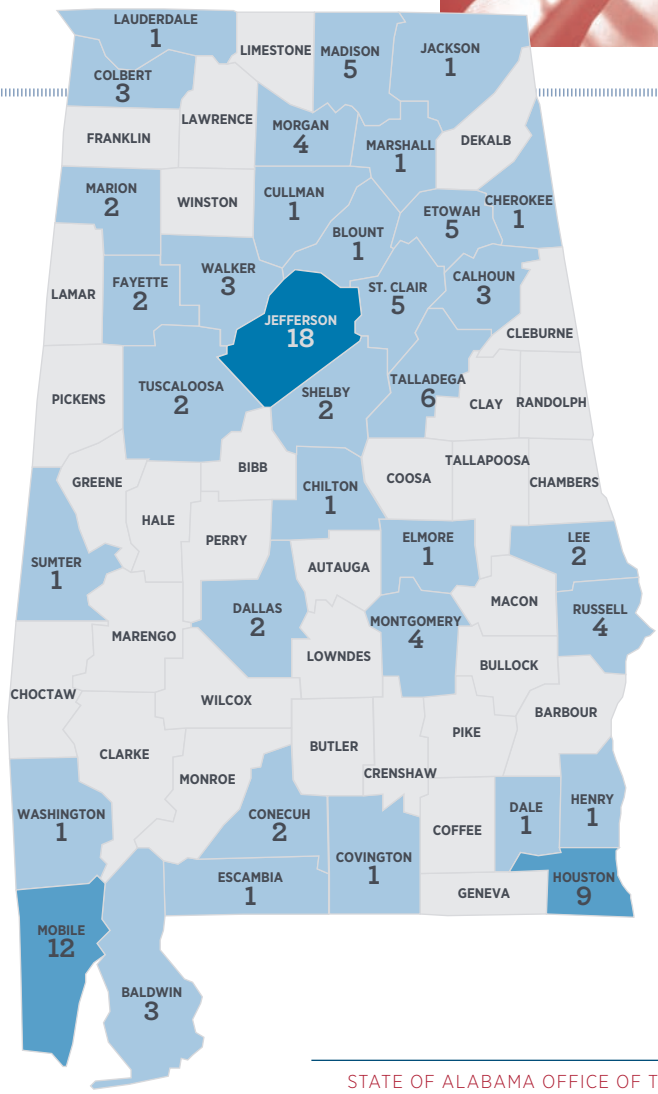 LAUDERDALE
1
LIMESTONE
MADISON
5
JACKSON
1
COLBERT
3
LAWRENCE
FRANKLIN
MORGAN
4
MARSHALL
1
DEKALB
MARION
2
WINSTON
CULLMAN
1
BLOUNT
1
ETOWAH
5
CHEROKEE
1
LAMAR
FAYETTE
2
WALKER
3
JEFFERSON
18
ST. CLAIR
5
CALHOUN
3
CLEBURNE
PICKENS
TUSCALOOSA
2
SHELBY
2
TALLADEGA
6
CLAY
RANDOLPH
GREENE
HALE
BIBB
CHILTON
1
COOSA
TALLAPOOSA
CHAMBERS
SUMTER
1
PERRY
AUTAUGA
ELMORE
1
LEE
2
MARENGO
DALLAS
2
LOWNDES
MONTGOMERY
4
MACON
RUSSELL
4
BULLOCK
CHOCTAW
CLARKE
WILCOX
MONROE
BUTLER
CRENSHAW
PIKE
BARBOUR
WASHINGTON
1
CONECUH
2
ESCAMBIA
1
COVINGTON
1
COFFEE
DALE
1
HENRY
1
GENEVA
HOUSTON
9
MOBILE
12
BALDWIN
3
STATE OF ALABAMA OFFICE OF T